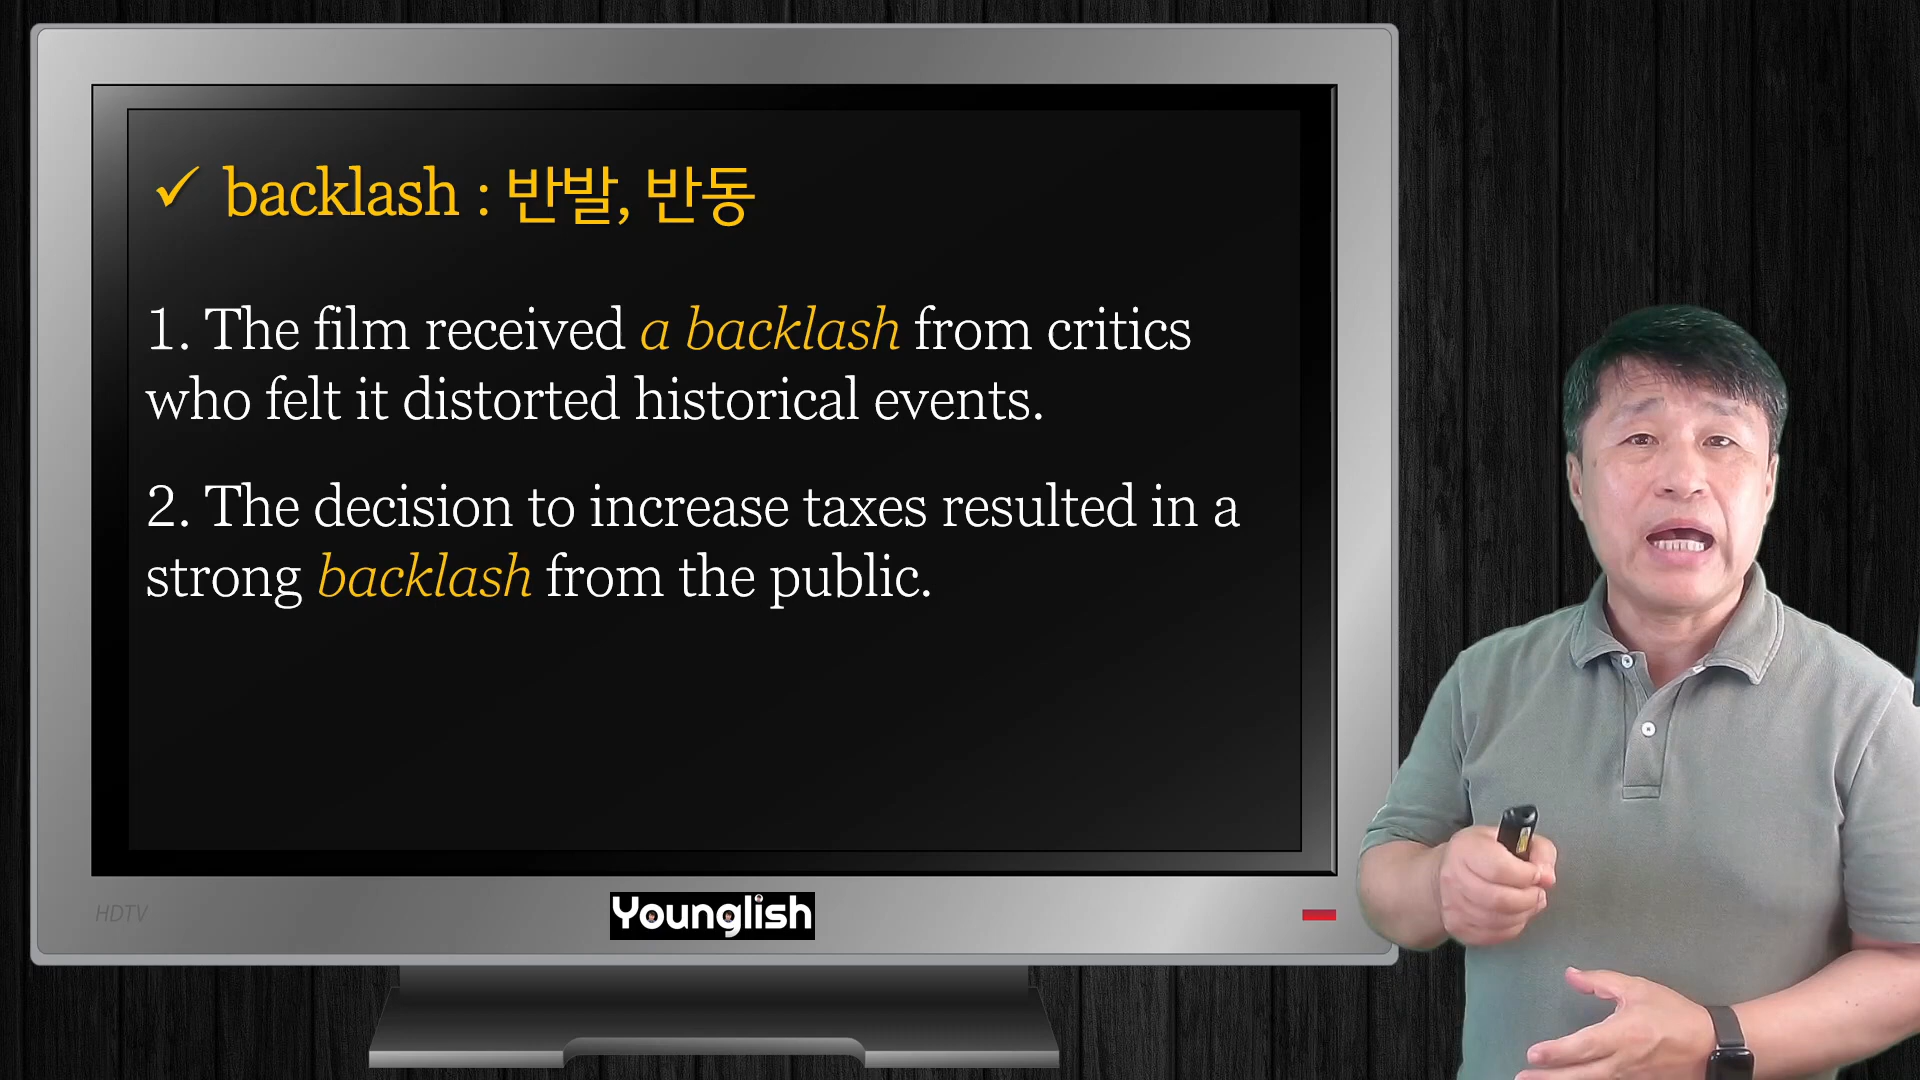 ✓ backlash : 반발, 반동
1. The film received a backlash from critics
who felt it distorted historical events.
2. The decision to increase taxes resulted in a
strong backlash from the public.
HDTV
Younglish